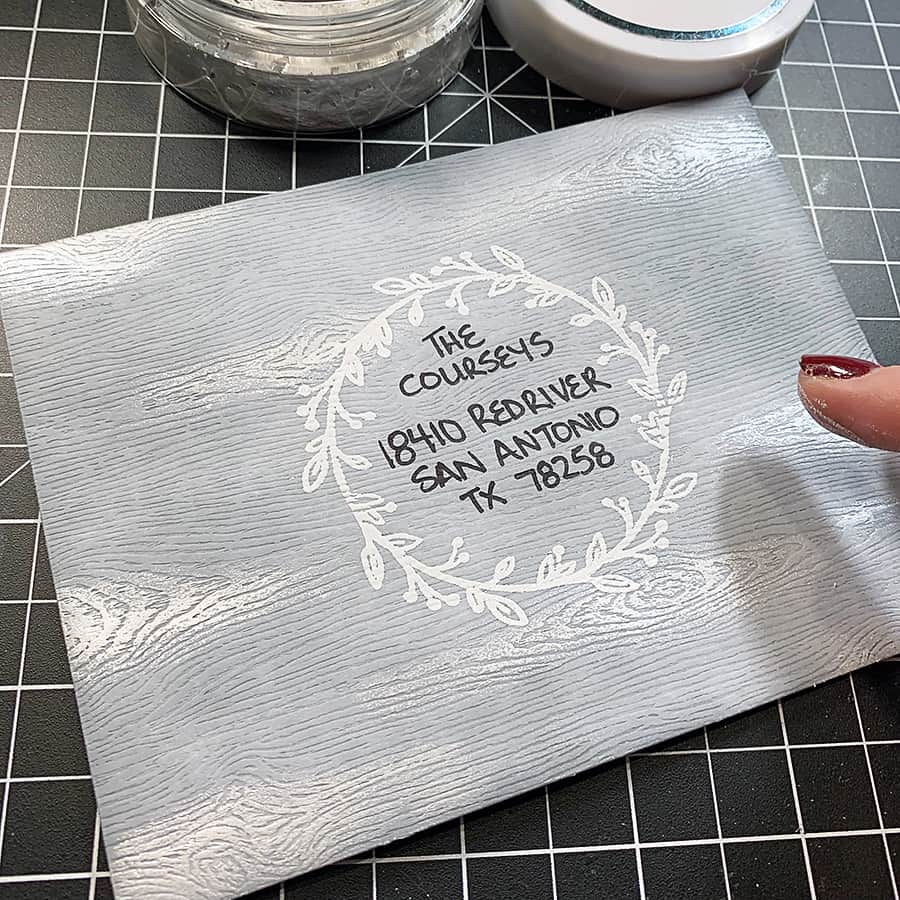 THE
COURSEYS
18410 REDRIVER
SAN ANTONIO
TX 78258